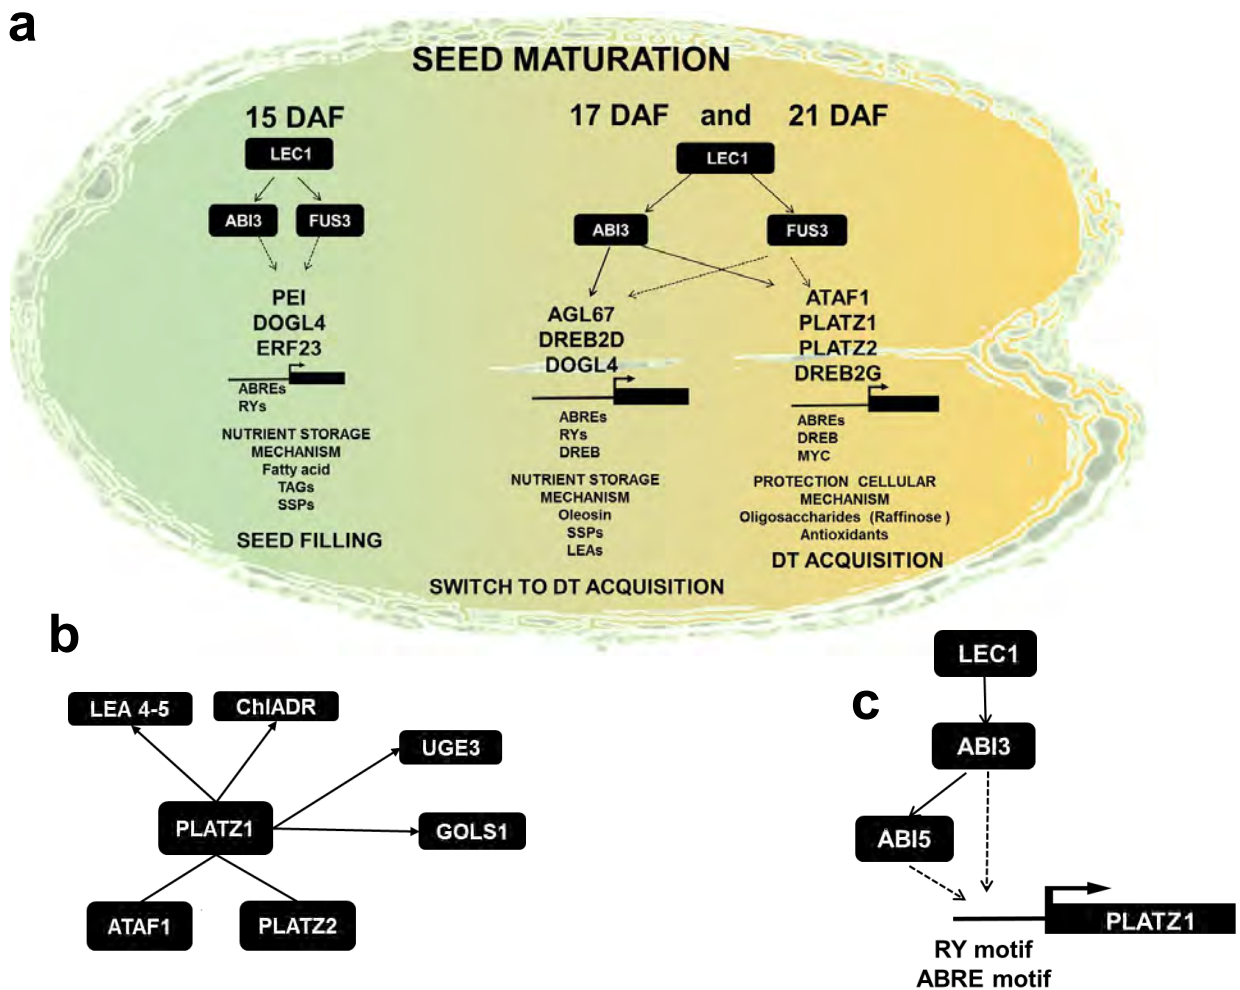 a
SEED MATURATION
15 DAF
LEC1
ABI3
FUS3
PEI
DOGL4
ERF23
ABREs
RYs
NUTRIENT STORAGE
MECHANISM
Fatty acid
TAGs
SSPs
SEED FILLING
17 DAF and 21 DAF
LEC1
ABI3
FUS3
AGL67
DREB2D
DOGL4
ABREs
RYs
DREB
NUTRIENT STORAGE
MECHANISM
Oleosin
SSPs
LEAs
ATAF1
PLATZ1
PLATZ2
DREB2G
ABREs
DREB
MYC
PROTECTION CELLULAR
MECHANISM
Oligosaccharides (Raffinose )
Antioxidants
DT ACQUISITION
SWITCH TO DT ACQUISITION
b
LEA 4-5
ChlADR
UGE3
PLATZ1
GOLS1
ATAF1
PLATZ2
c
LEC1
ABI3
ABI5
PLATZ1
RY motif
ABRE motif